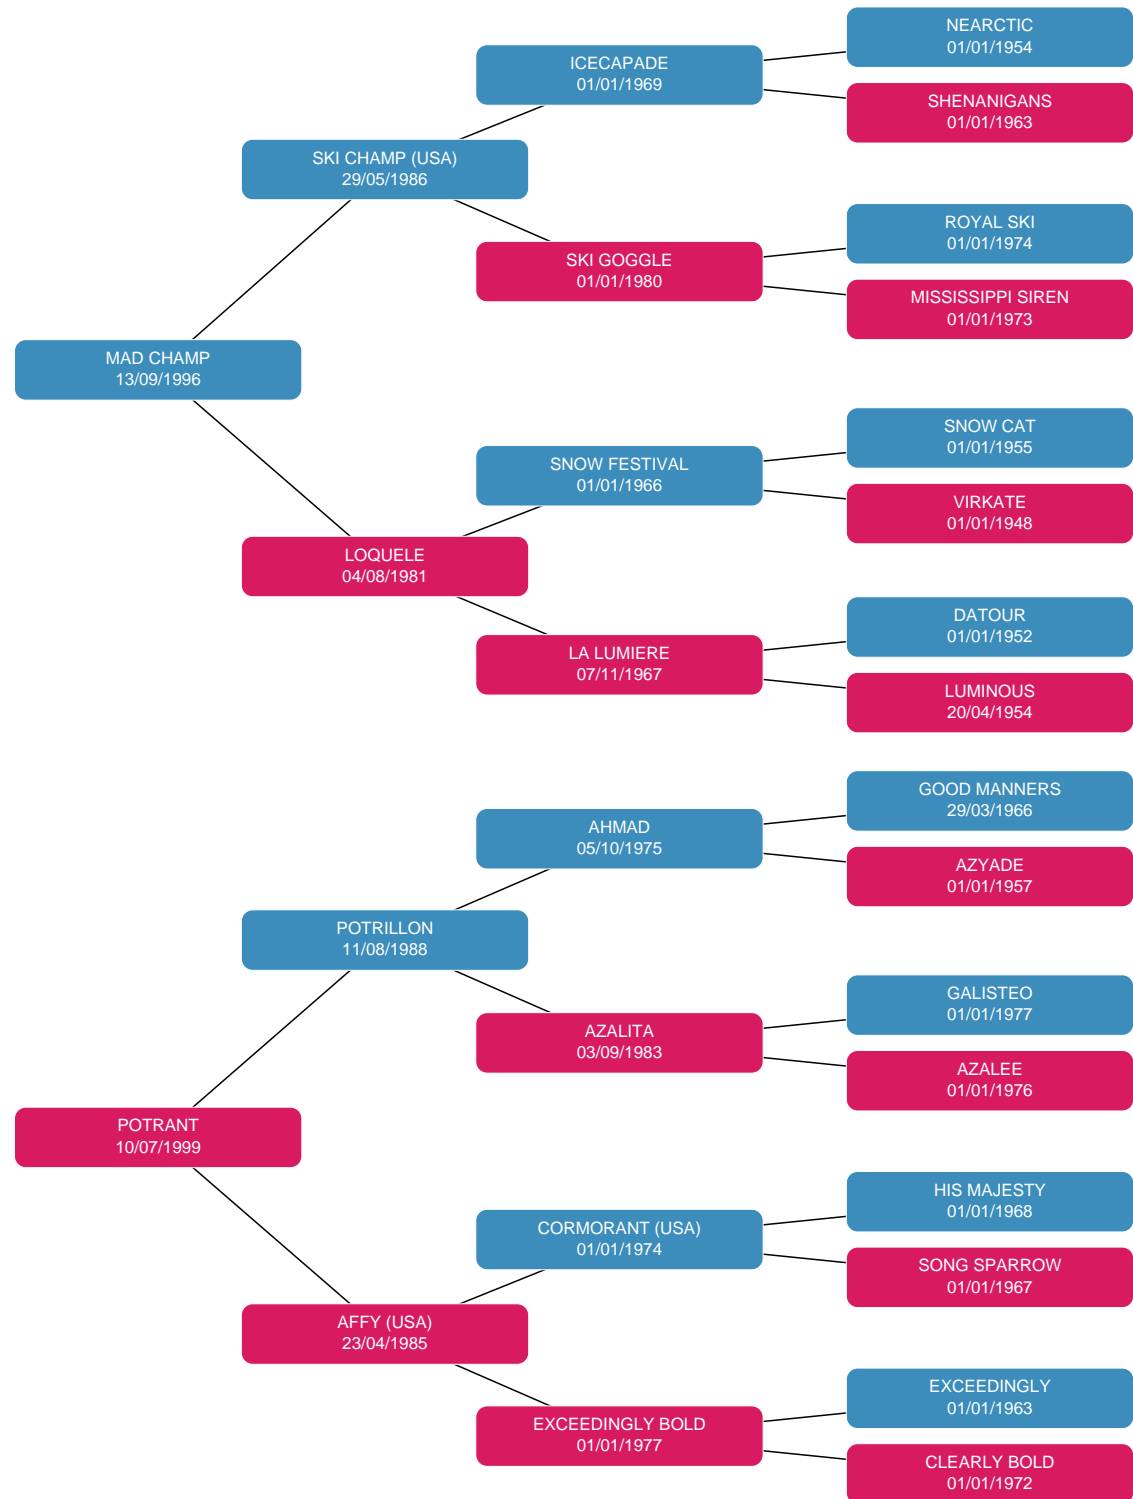 NEARCTIC
01/01/1954
ICECAPADE
01/01/1969
SHENANIGANS
01/01/1963
SKI CHAMP (USA)
29/05/1986
ROYAL SKI
01/01/1974
SKI GOGGLE
01/01/1980
MISSISSIPPI SIREN
01/01/1973
MAD CHAMP
13/09/1996
SNOW CAT
01/01/1955
SNOW FESTIVAL
01/01/1966
VIRKATE
01/01/1948
LOQUELE
04/08/1981
DATOUR
01/01/1952
LA LUMIERE
07/11/1967
LUMINOUS
20/04/1954
GOOD MANNERS
29/03/1966
AHMAD
05/10/1975
AZYADE
01/01/1957
POTRILLON
11/08/1988
GALISTEO
01/01/1977
AZALITA
03/09/1983
AZALEE
01/01/1976
POTRANT
10/07/1999
HIS MAJESTY
01/01/1968
CORMORANT (USA)
01/01/1974
SONG SPARROW
01/01/1967
AFFY (USA)
23/04/1985
EXCEEDINGLY
01/01/1963
EXCEEDINGLY BOLD
01/01/1977
CLEARLY BOLD
01/01/1972